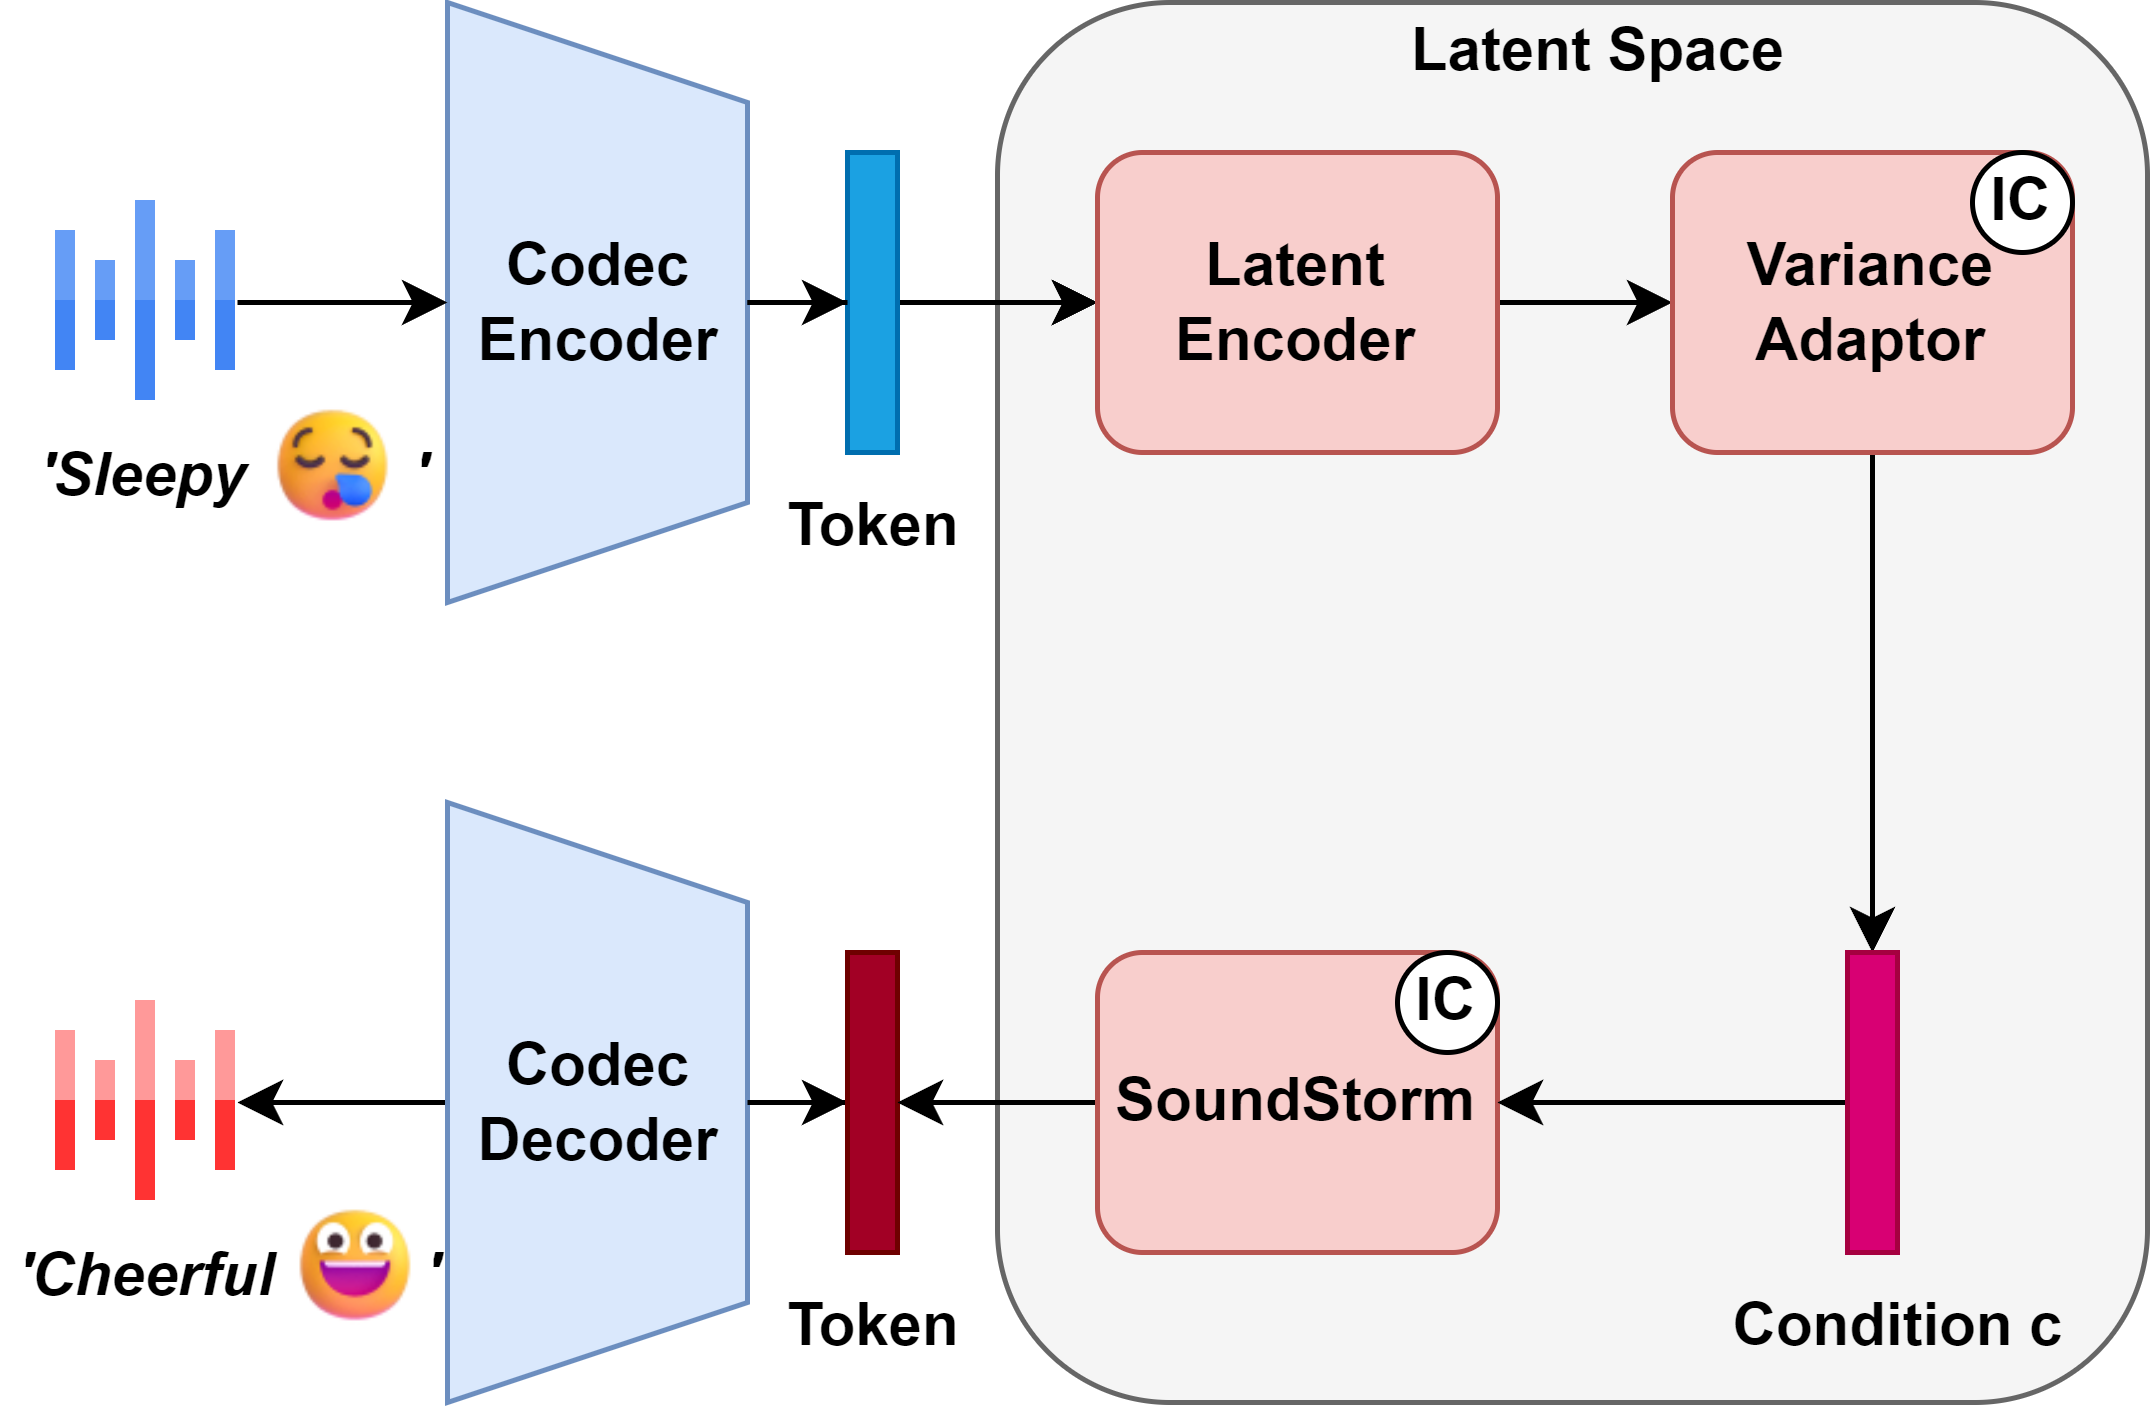 Latent Space
Codec
Encoder
Latent
Encoder
IC
Variance
Adaptor
'Sleepy 😪 '
Token
Codec
Decoder
IC
SoundStorm
'Cheerful 😀 '
Token
Condition c